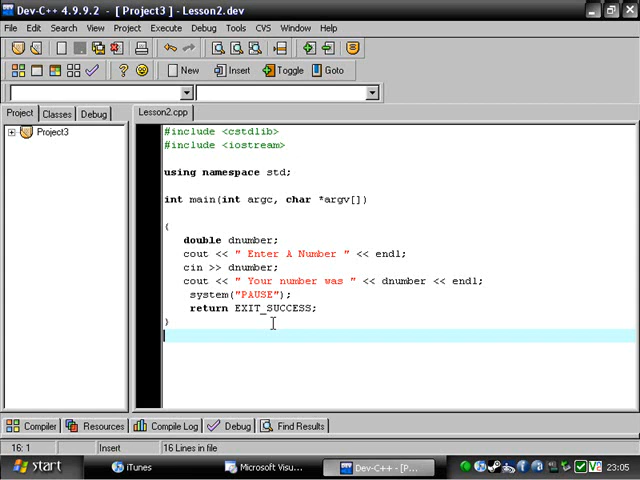 Dev-C++ 4.9.9.2 - [ Project3 ] - Lesson2.dev
File Edit Search View Project Execute Debug Tools CVS Window Help
New Insert Toggle Goto
Project Classes Debug Lesson2.cpp
Project3
#include <cstdlib>
#include <iostream>
using namespace std;
int main(int argc, char *argv[])
{
double dnumber;
cout << " Enter A Number " << endl;
cin >> dnumber;
cout << " Your number was " << dnumber << endl;
system("PAUSE");
return EXIT_SUCCESS;
}
Compiler Resources Compile Log Debug Find Results
16: 1 Insert 16 Lines in file
start iTunes Microsoft Visu... Dev-C++ - [P... 23:05